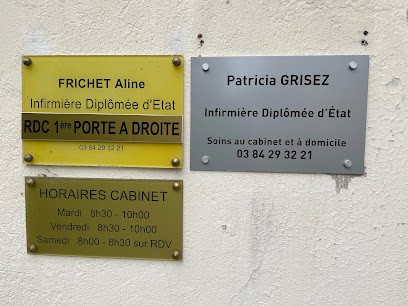 FRICHET Aline
Infirmière Diplômée d'Etat
RDC 1ère PORTE A DROITE
03 84 29 32 21
Patricia GRISEZ
Infirmière Diplômée d'État
Soins au cabinet et à domicile
03 84 29 32 21
HORAIRES CABINET
Mardi 8h30 - 10h00
Vendredi 8h30 - 10h00
Samedi 8h00 - 8h30 sur RDV